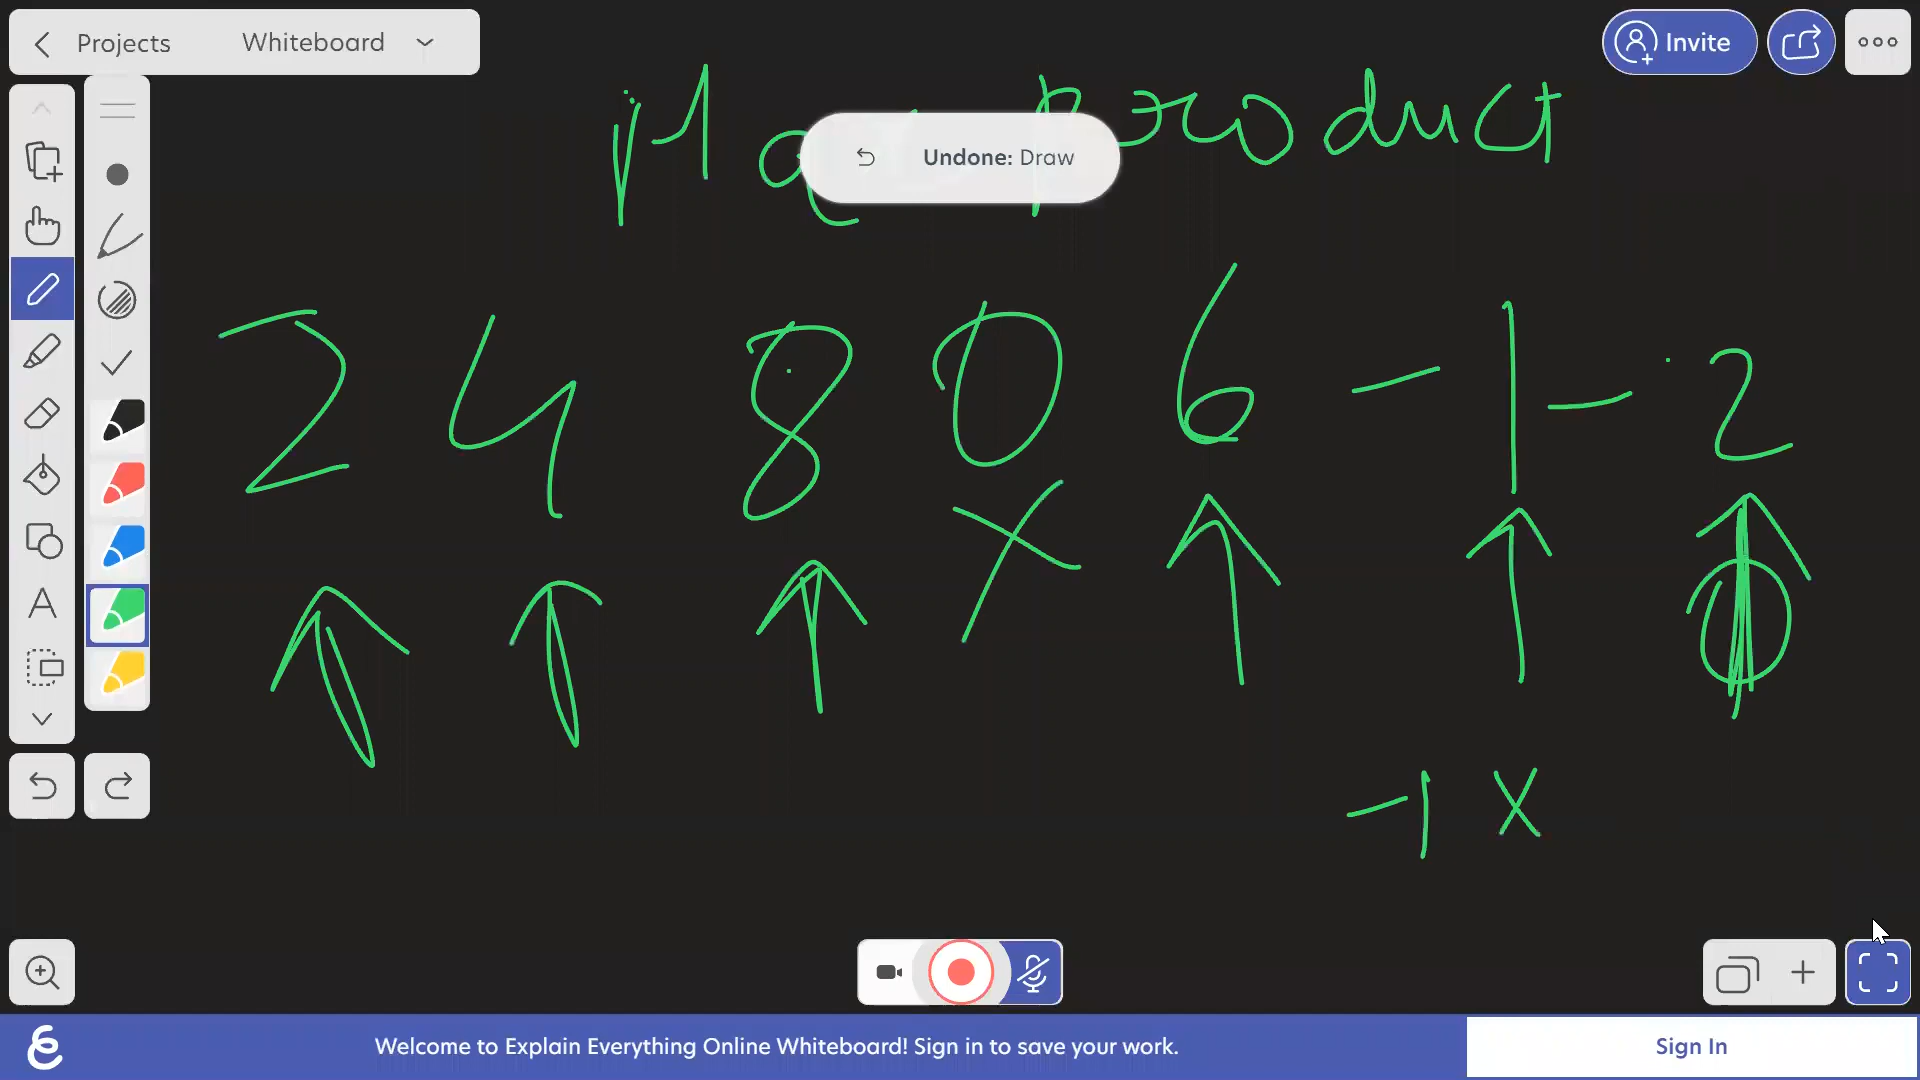 Projects Whiteboard Invite
Product
Undone: Draw
2 4 8 0 6 -1 -2
X
-1 X
A
Welcome to Explain Everything Online Whiteboard! Sign in to save your work. Sign In